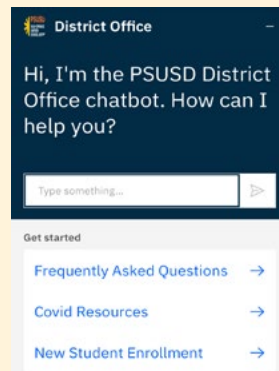 District Office
Hi, I'm the PSUSD District
Office chatbot. How can I
help you?
Type something...
Get started
Frequently Asked Questions
Covid Resources
New Student Enrollment